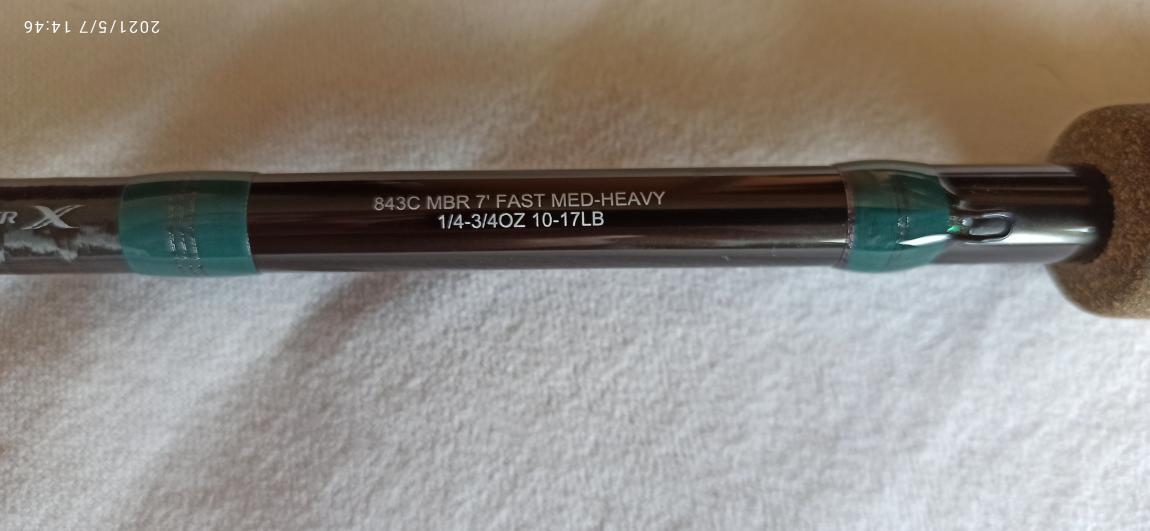 2021/5/7 14:46
R X
843C MBR 7' FAST MED-HEAVY
1/4-3/4OZ 10-17LB